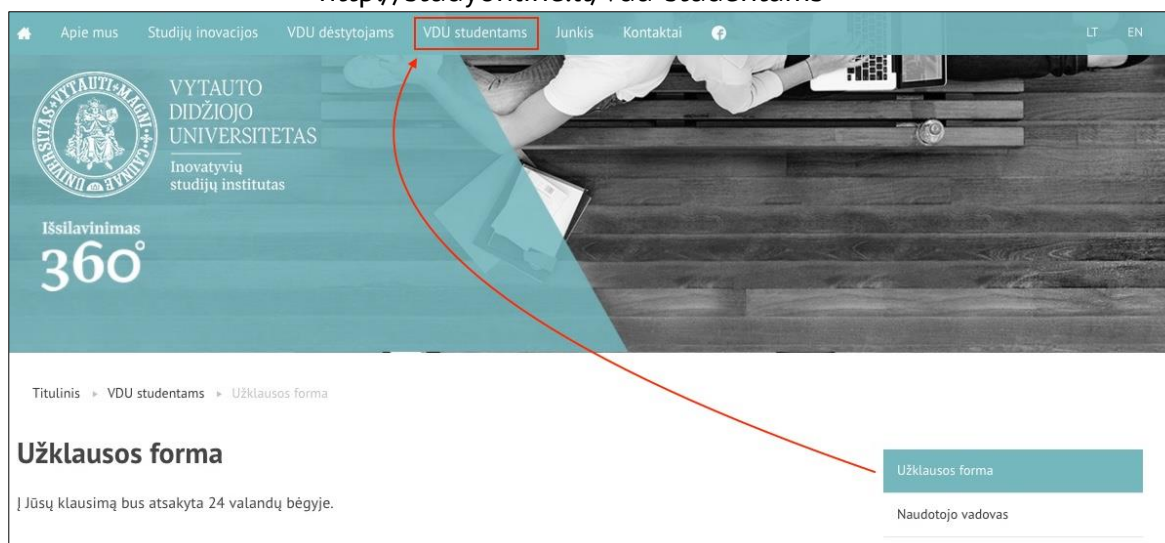 Apie mus Studijų inovacijos VDU dėstytojams VDU studentams Junkis Kontaktai LT EN
VYTAUTO
DIDŽIOJO
UNIVERSITETAS
Inovatyvių
studijų institutas
Išsilavinimas
360°
Titulinis ▸ VDU studentams ▸ Užklausos forma
Užklausos forma
Į Jūsų klausimą bus atsakyta 24 valandų bėgyje.
Užklausos forma
Naudotojo vadovas